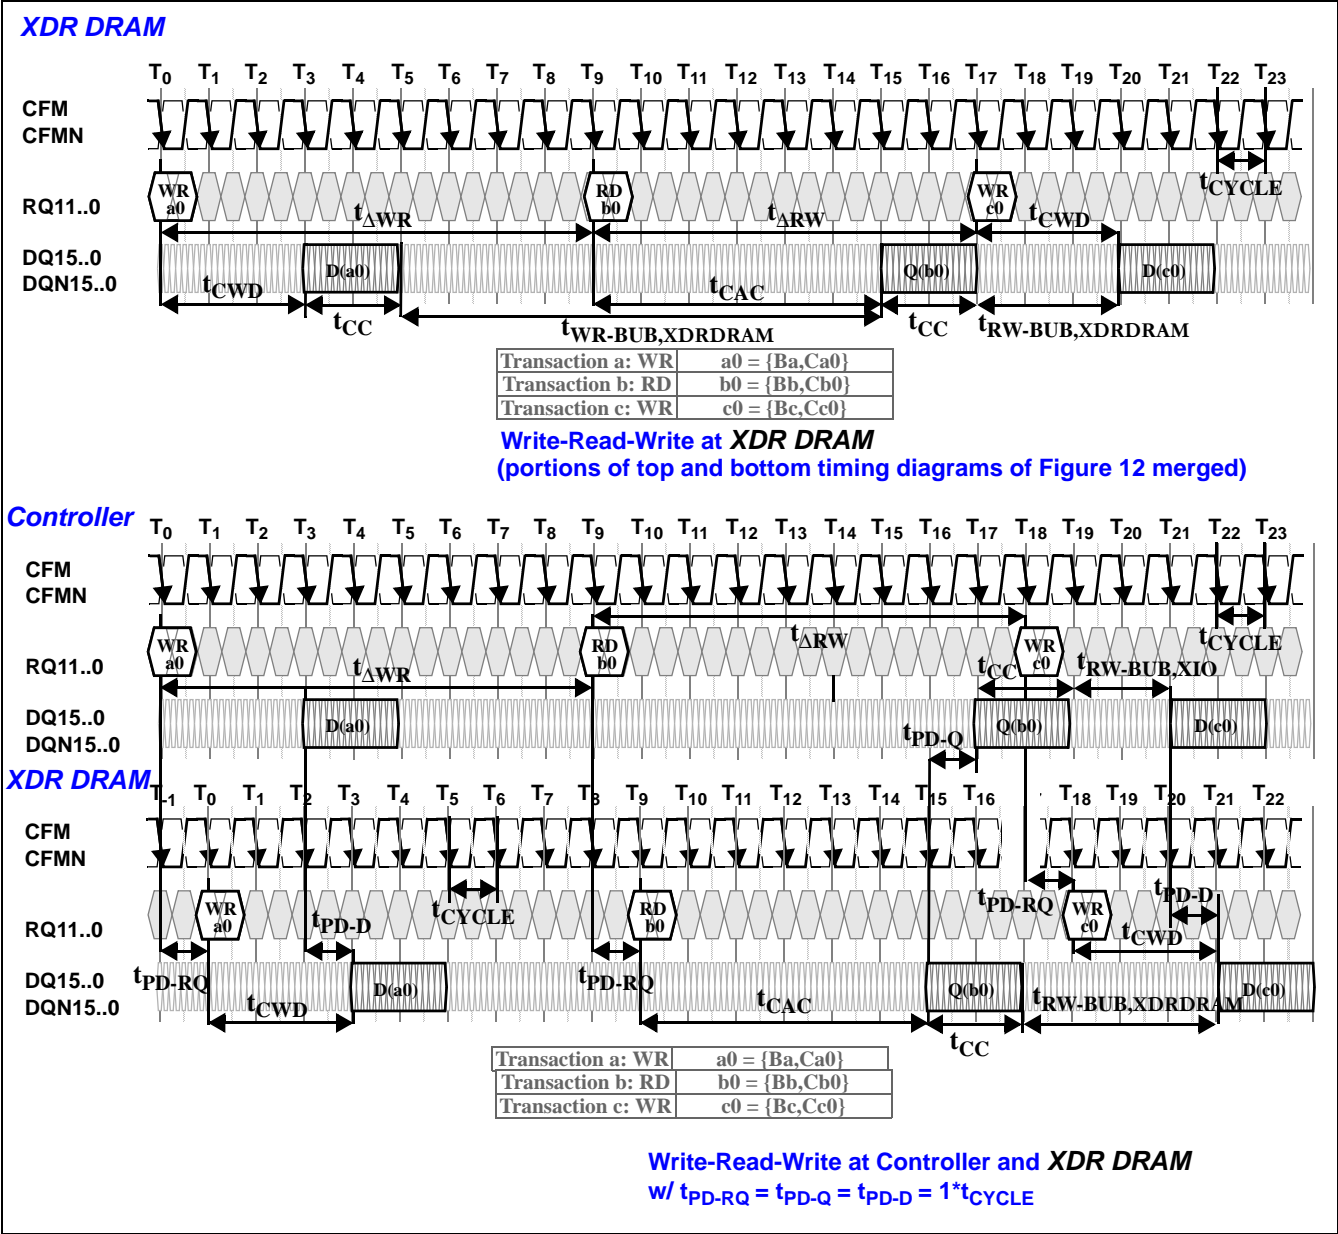 XDR DRAM
T0 T1 T2 T3 T4 T5 T6 T7 T8 T9 T10 T11 T12 T13 T14 T15 T16 T17 T18 T19 T20 T21 T22 T23
CFM
CFMN
tCYCLE
RQ11..0
WR a0
RD b0
WR c0
tΔWR
tΔRW
tCWD
DQ15..0
DQN15..0
D(a0)
Q(b0)
D(c0)
tCWD
tCC
tWR-BUB,XDRDRAM
tCAC
tCC
tRW-BUB,XDRDRAM
Transaction a: WR a0 = {Ba,Ca0}
Transaction b: RD b0 = {Bb,Cb0}
Transaction c: WR c0 = {Bc,Cc0}
Write-Read-Write at XDR DRAM
(portions of top and bottom timing diagrams of Figure 12 merged)
Controller
T0 T1 T2 T3 T4 T5 T6 T7 T8 T9 T10 T11 T12 T13 T14 T15 T16 T17 T18 T19 T20 T21 T22 T23
CFM
CFMN
tΔRW
tCYCLE
RQ11..0
WR a0
RD b0
WR c0
tΔWR
tCC
tRW-BUB,XIO
DQ15..0
DQN15..0
D(a0)
Q(b0)
D(c0)
tPD-Q
XDR DRAM
T-1 T0 T1 T2 T3 T4 T5 T6 T7 T8 T9 T10 T11 T12 T13 T14 T15 T16 T18 T19 T20 T21 T22
CFM
CFMN
RQ11..0
WR a0
RD b0
WR c0
tPD-D
tCYCLE
tPD-RQ
tPD-D
tCWD
tPD-RQ
tPD-RQ
DQ15..0
DQN15..0
D(a0)
Q(b0)
D(c0)
tCWD
tCAC
tCC
tRW-BUB,XDRDRAM
Transaction a: WR a0 = {Ba,Ca0}
Transaction b: RD b0 = {Bb,Cb0}
Transaction c: WR c0 = {Bc,Cc0}
Write-Read-Write at Controller and XDR DRAM
w/ tPD-RQ = tPD-Q = tPD-D = 1*tCYCLE